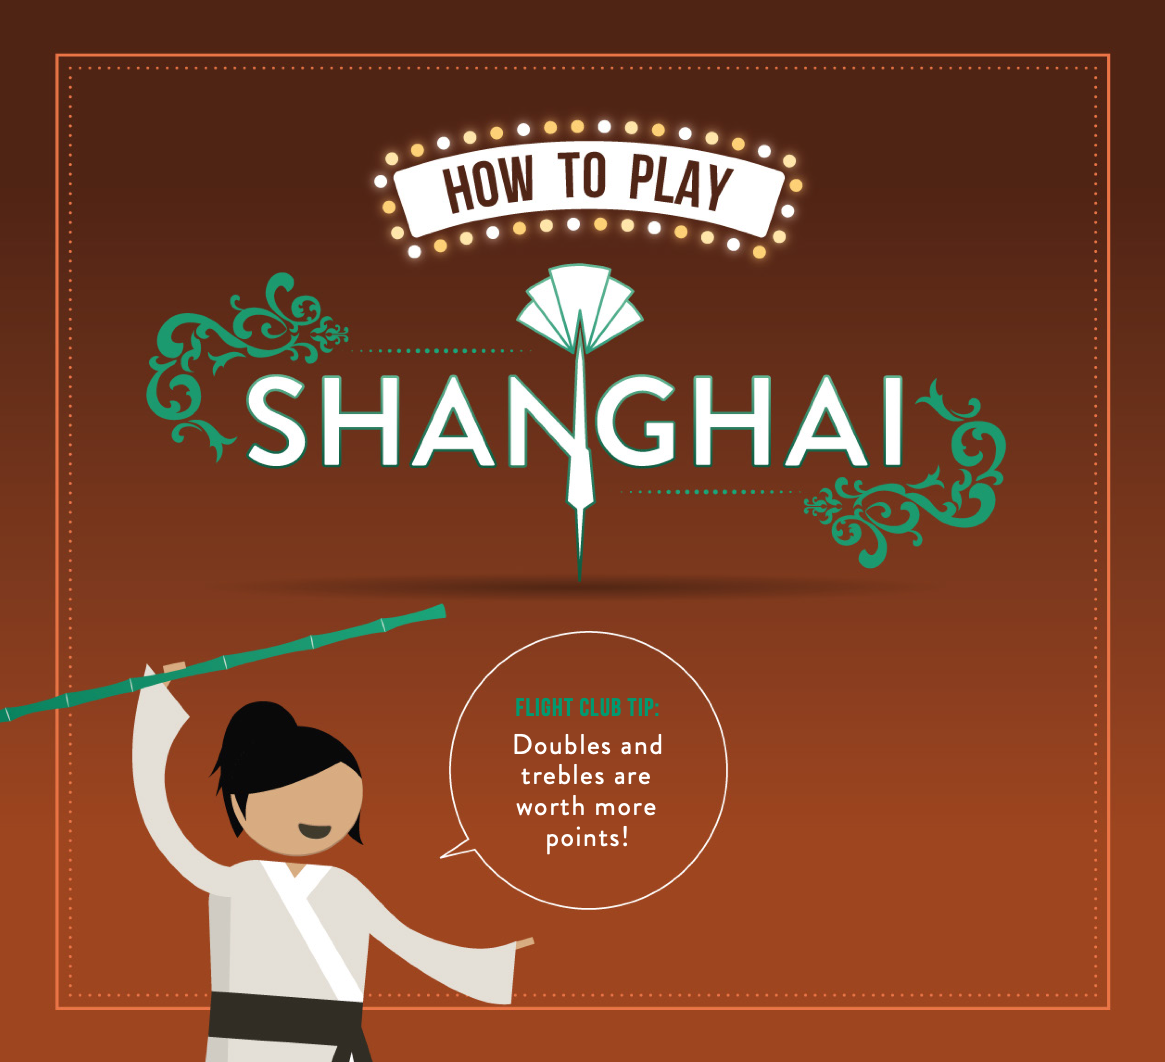 HOW TO PLAY
SHANGHAI
FLIGHT CLUB TIP:
Doubles and
trebles are
worth more
points!